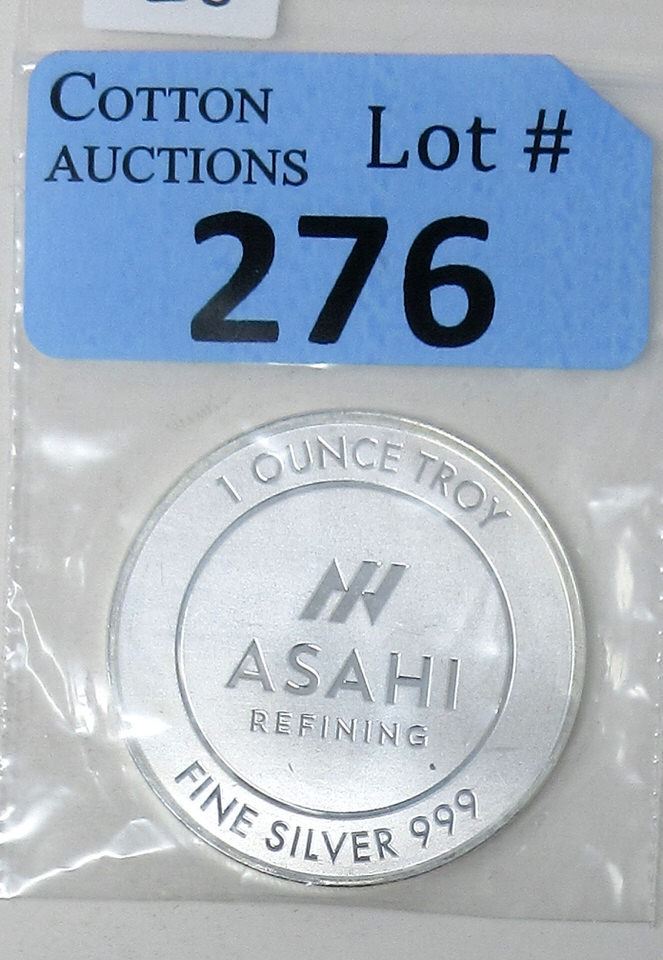 COTTON
AUCTIONS
Lot #
276
1 OUNCE TROY
ASAHI
REFINING
FINE SILVER 999